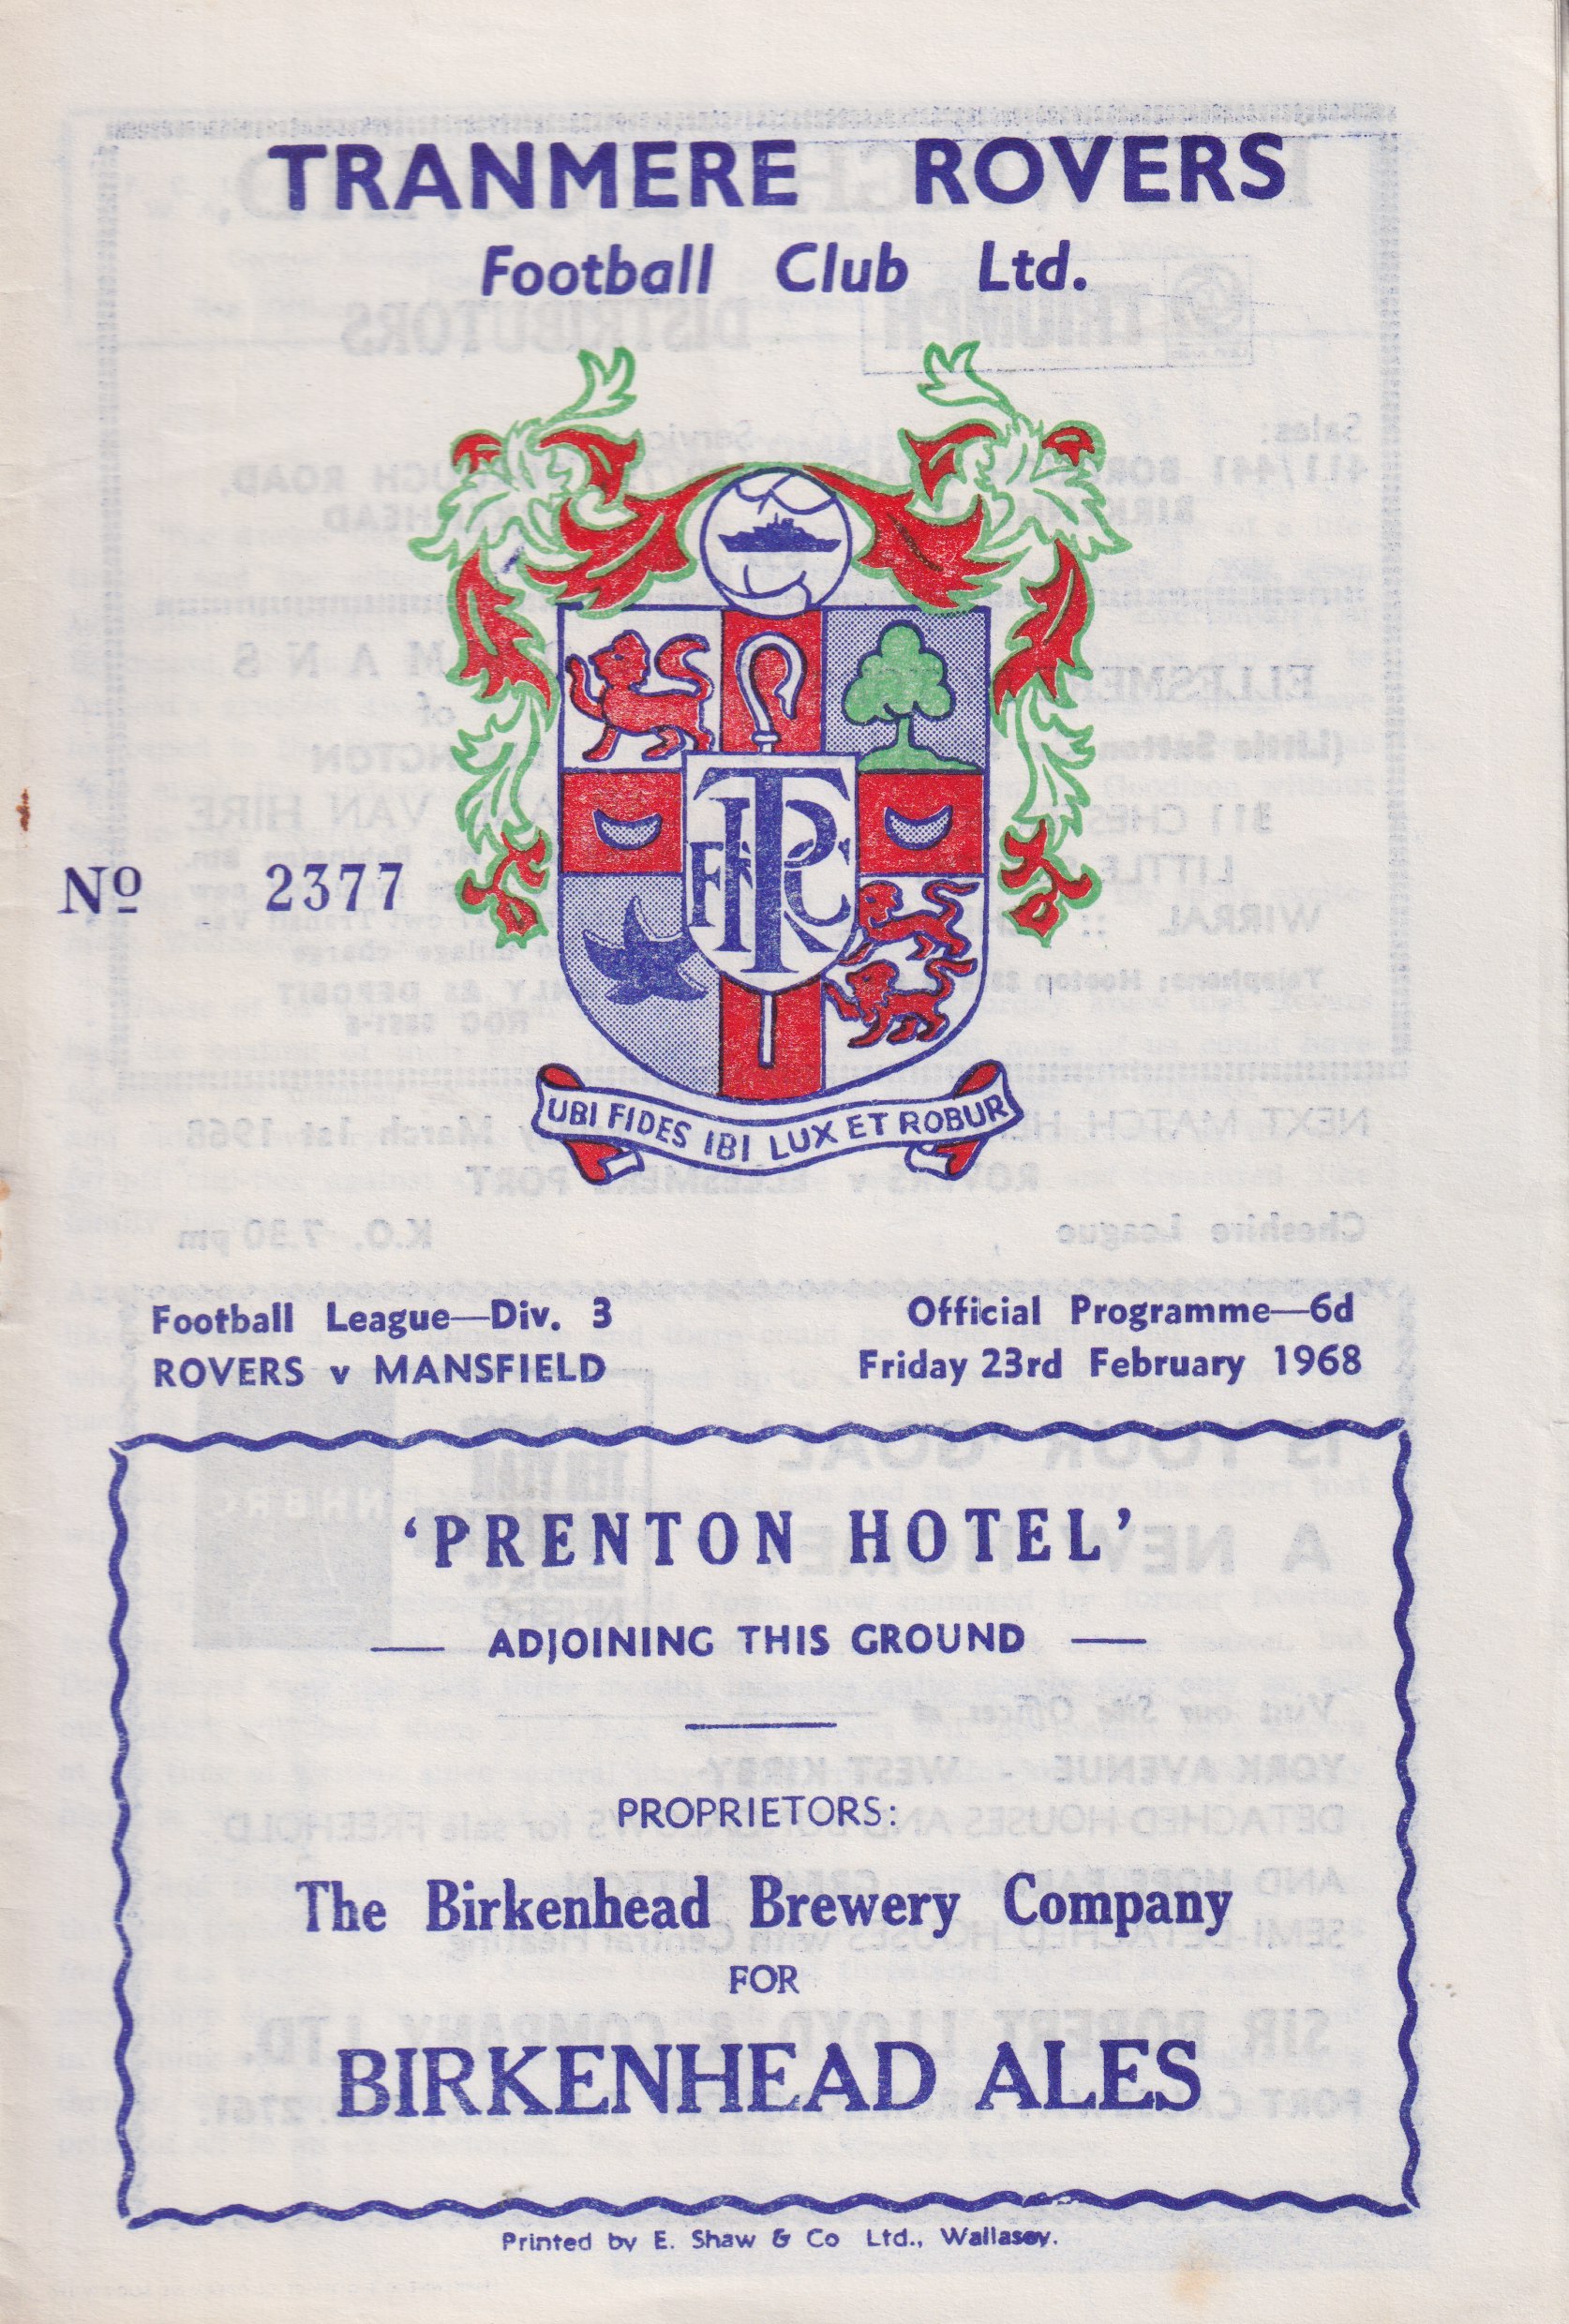 TRANMERE ROVERS
Football Club Ltd.
TRFC
Nº 2377
UBI FIDES IBI LUX ET ROBUR
Football League—Div. 3
ROVERS v MANSFIELD
Official Programme—6d
Friday 23rd February 1968
'PRENTON HOTEL'
— ADJOINING THIS GROUND —
PROPRIETORS:
The Birkenhead Brewery Company
FOR
BIRKENHEAD ALES
Printed by E. Shaw & Co Ltd., Wallasey.